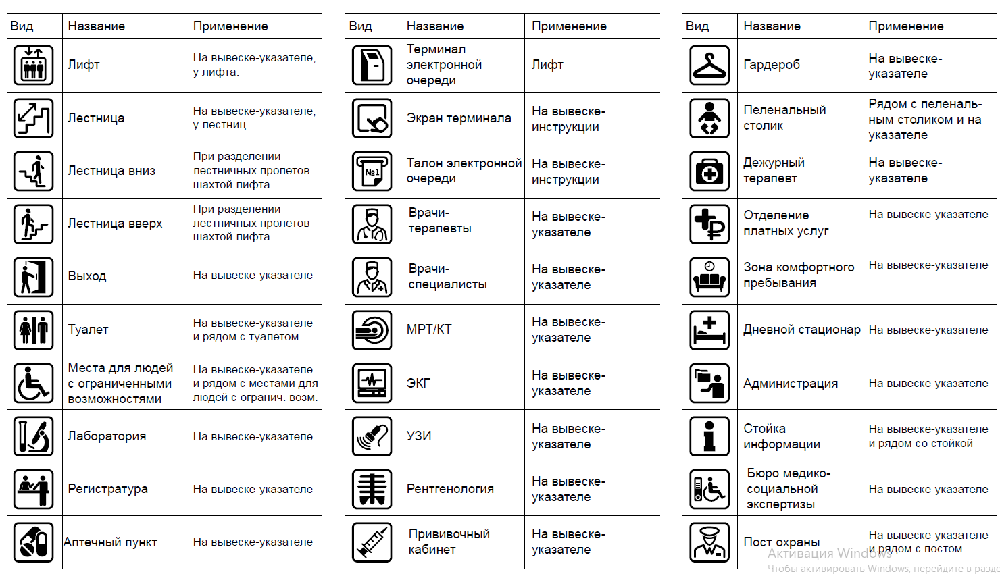 Вид Название Применение
Лифт
На вывеске-указателе,
у лифта.
Лестница
На вывеске-указателе,
у лестниц.
Лестница вниз
При разделении
лестничных пролетов
шахтой лифта
Лестница вверх
При разделении
лестничных пролетов
шахтой лифта
Выход
На вывеске-указателе
Туалет
На вывеске-указателе
и рядом с туалетом
Места для людей
с ограниченными
возможностями
На вывеске-указателе
и рядом с местами для
людей с огранич. возм.
Лаборатория
На вывеске-указателе
Регистратура
На вывеске-указателе
Аптечный пункт
На вывеске-указателе
Вид Название Применение
Терминал
электронной
очереди
Лифт
Экран терминала
На вывеске-
инструкции
№1
Талон электронной
очереди
На вывеске-
инструкции
Врачи-
терапевты
На вывеске-
указателе
Врачи-
специалисты
На вывеске-
указателе
МРТ/КТ
На вывеске-
указателе
ЭКГ
На вывеске-
указателе
УЗИ
На вывеске-
указателе
Рентгенология
На вывеске-
указателе
Прививочный
кабинет
На вывеске-
указателе
Вид Название Применение
Гардероб
На вывеске-
указателе
Пеленальный
столик
Рядом с пеленаль-
ным столиком и на
указателе
Дежурный
терапевт
На вывеске-
указателе
Отделение
платных услуг
На вывеске-указателе
Зона комфортного
пребывания
На вывеске-указателе
Дневной стационар
На вывеске-указателе
Администрация
На вывеске-указателе
Стойка
информации
На вывеске-указателе
и рядом со стойкой
Бюро медико-
социальной
экспертизы
На вывеске-указателе
Пост охраны
На вывеске-указателе
и рядом с постом
Активация Windows
Чтобы активировать Windows, перейдите в разде